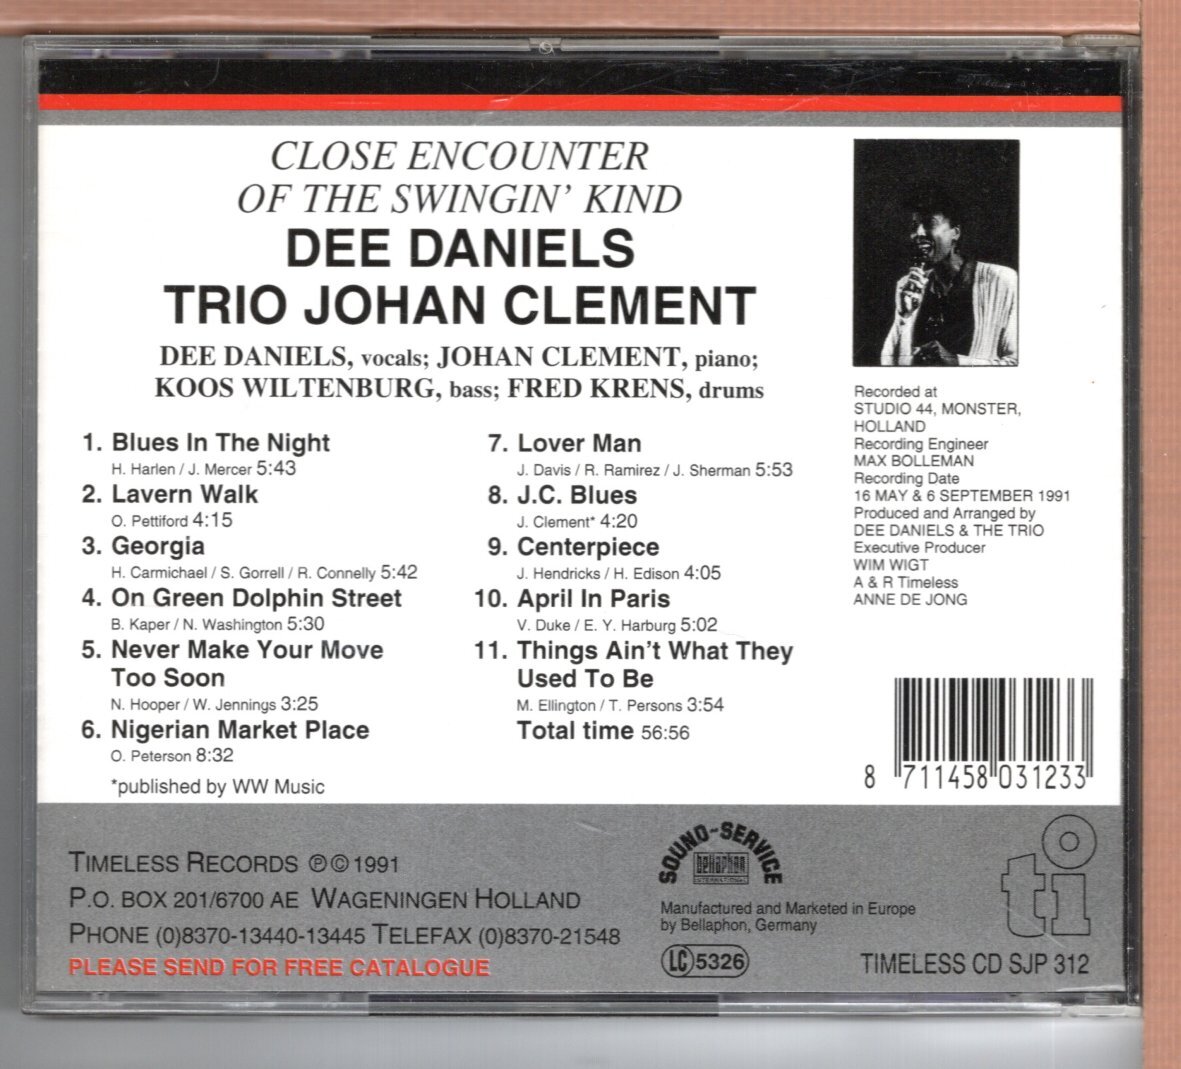 CLOSE ENCOUNTER
OF THE SWINGIN' KIND
DEE DANIELS
TRIO JOHAN CLEMENT
DEE DANIELS, vocals; JOHAN CLEMENT, piano;
KOOS WILTENBURG, bass; FRED KRENS, drums
1. Blues In The Night
H. Harlen / J. Mercer 5:43
2. Lavern Walk
O. Pettiford 4:15
3. Georgia
H. Carmichael / S. Gorrell / R. Connelly 5:42
4. On Green Dolphin Street
B. Kaper / N. Washington 5:30
5. Never Make Your Move
Too Soon
N. Hooper / W. Jennings 3:25
6. Nigerian Market Place
O. Peterson 8:32
*published by WW Music
7. Lover Man
J. Davis / R. Ramirez / J. Sherman 5:53
8. J.C. Blues
J. Clement* 4:20
9. Centerpiece
J. Hendricks / H. Edison 4:05
10. April In Paris
V. Duke / E. Y. Harburg 5:02
11. Things Ain't What They
Used To Be
M. Ellington / T. Persons 3:54
Total time 56:56
Recorded at
STUDIO 44, MONSTER,
HOLLAND
Recording Engineer
MAX BOLLEMAN
Recording Date
16 MAY & 6 SEPTEMBER 1991
Produced and Arranged by
DEE DANIELS & THE TRIO
Executive Producer
WIM WIGT
A & R Timeless
ANNE DE JONG
8 711458 031233
TIMELESS RECORDS ℗ © 1991
P.O. BOX 201/6700 AE WAGENINGEN HOLLAND
PHONE (0)8370-13440-13445 TELEFAX (0)8370-21548
PLEASE SEND FOR FREE CATALOGUE
SOUND-SERVICE
bellaphon
INTERNATIONAL
Manufactured and Marketed in Europe
by Bellaphon, Germany
LC 5326
ti
TIMELESS CD SJP 312